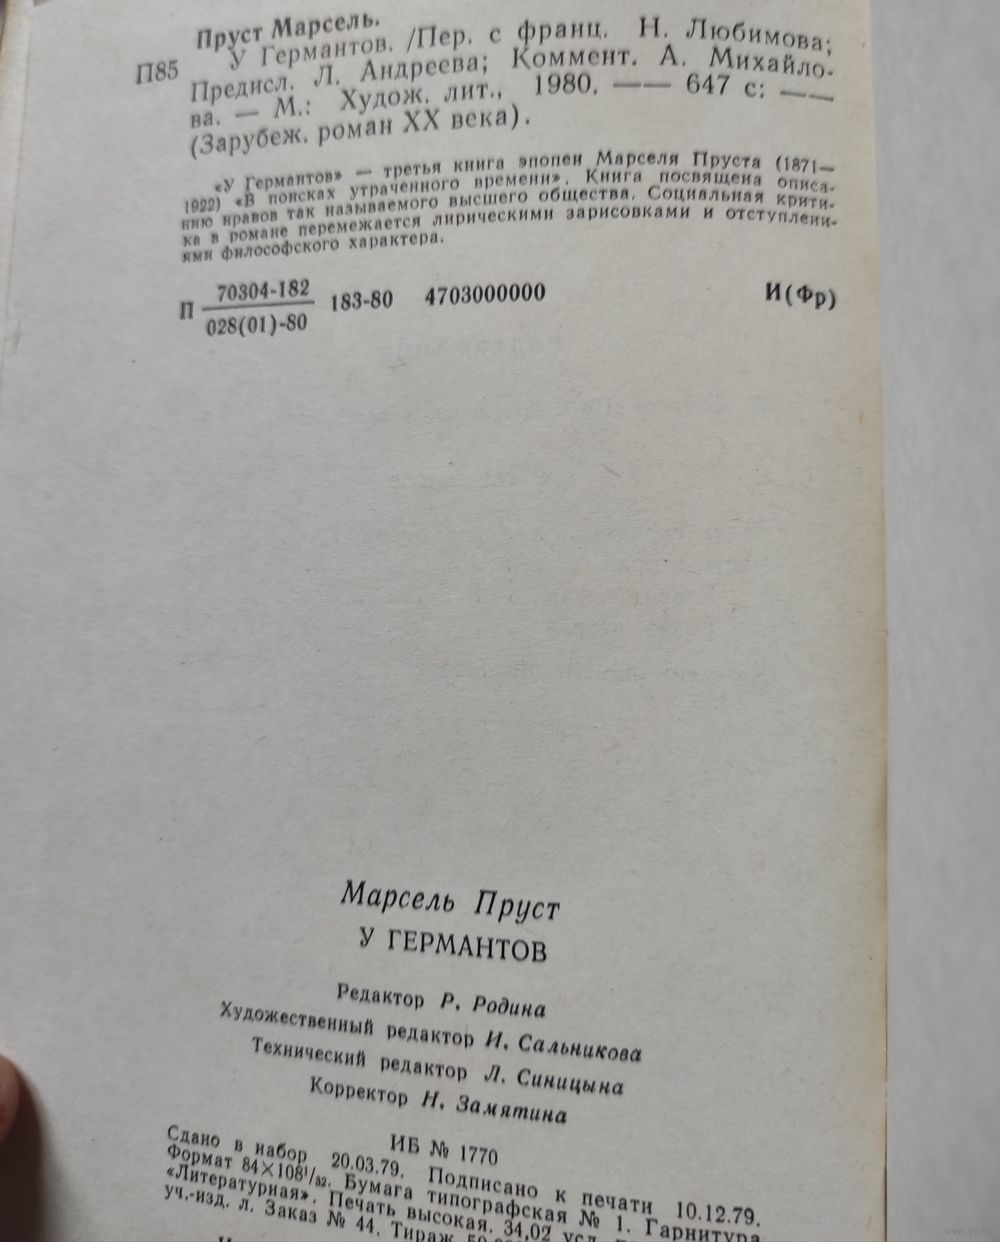 Пруст Марсель.
П85
У Германтов. /Пер. с франц. Н. Любимова;
Предисл. Л. Андреева; Коммент. А. Михайло-
ва. — М.: Худож. лит., 1980. —— 647 с: ——
(Зарубеж. роман XX века).
«У Германтов» — третья книга эпопеи Марселя Пруста (1871—
1922) «В поисках утраченного времени». Книга посвящена описа-
нию нравов так называемого высшего общества. Социальная крити-
ка в романе перемежается лирическими зарисовками и отступлени-
ями философского характера.
П 70304-182 / 028(01)-80 183-80 4703000000 И(Фр)
Марсель Пруст
У ГЕРМАНТОВ
Редактор Р. Родина
Художественный редактор И. Сальникова
Технический редактор Л. Синицына
Корректор Н. Замятина
ИБ № 1770
Сдано в набор 20.03.79. Подписано к печати 10.12.79.
Формат 84×108¹/₃₂. Бумага типографская № 1. Гарнитура
«Литературная». Печать высокая. 34,02 усл.
уч.-изд. л. Заказ № 44. Тираж